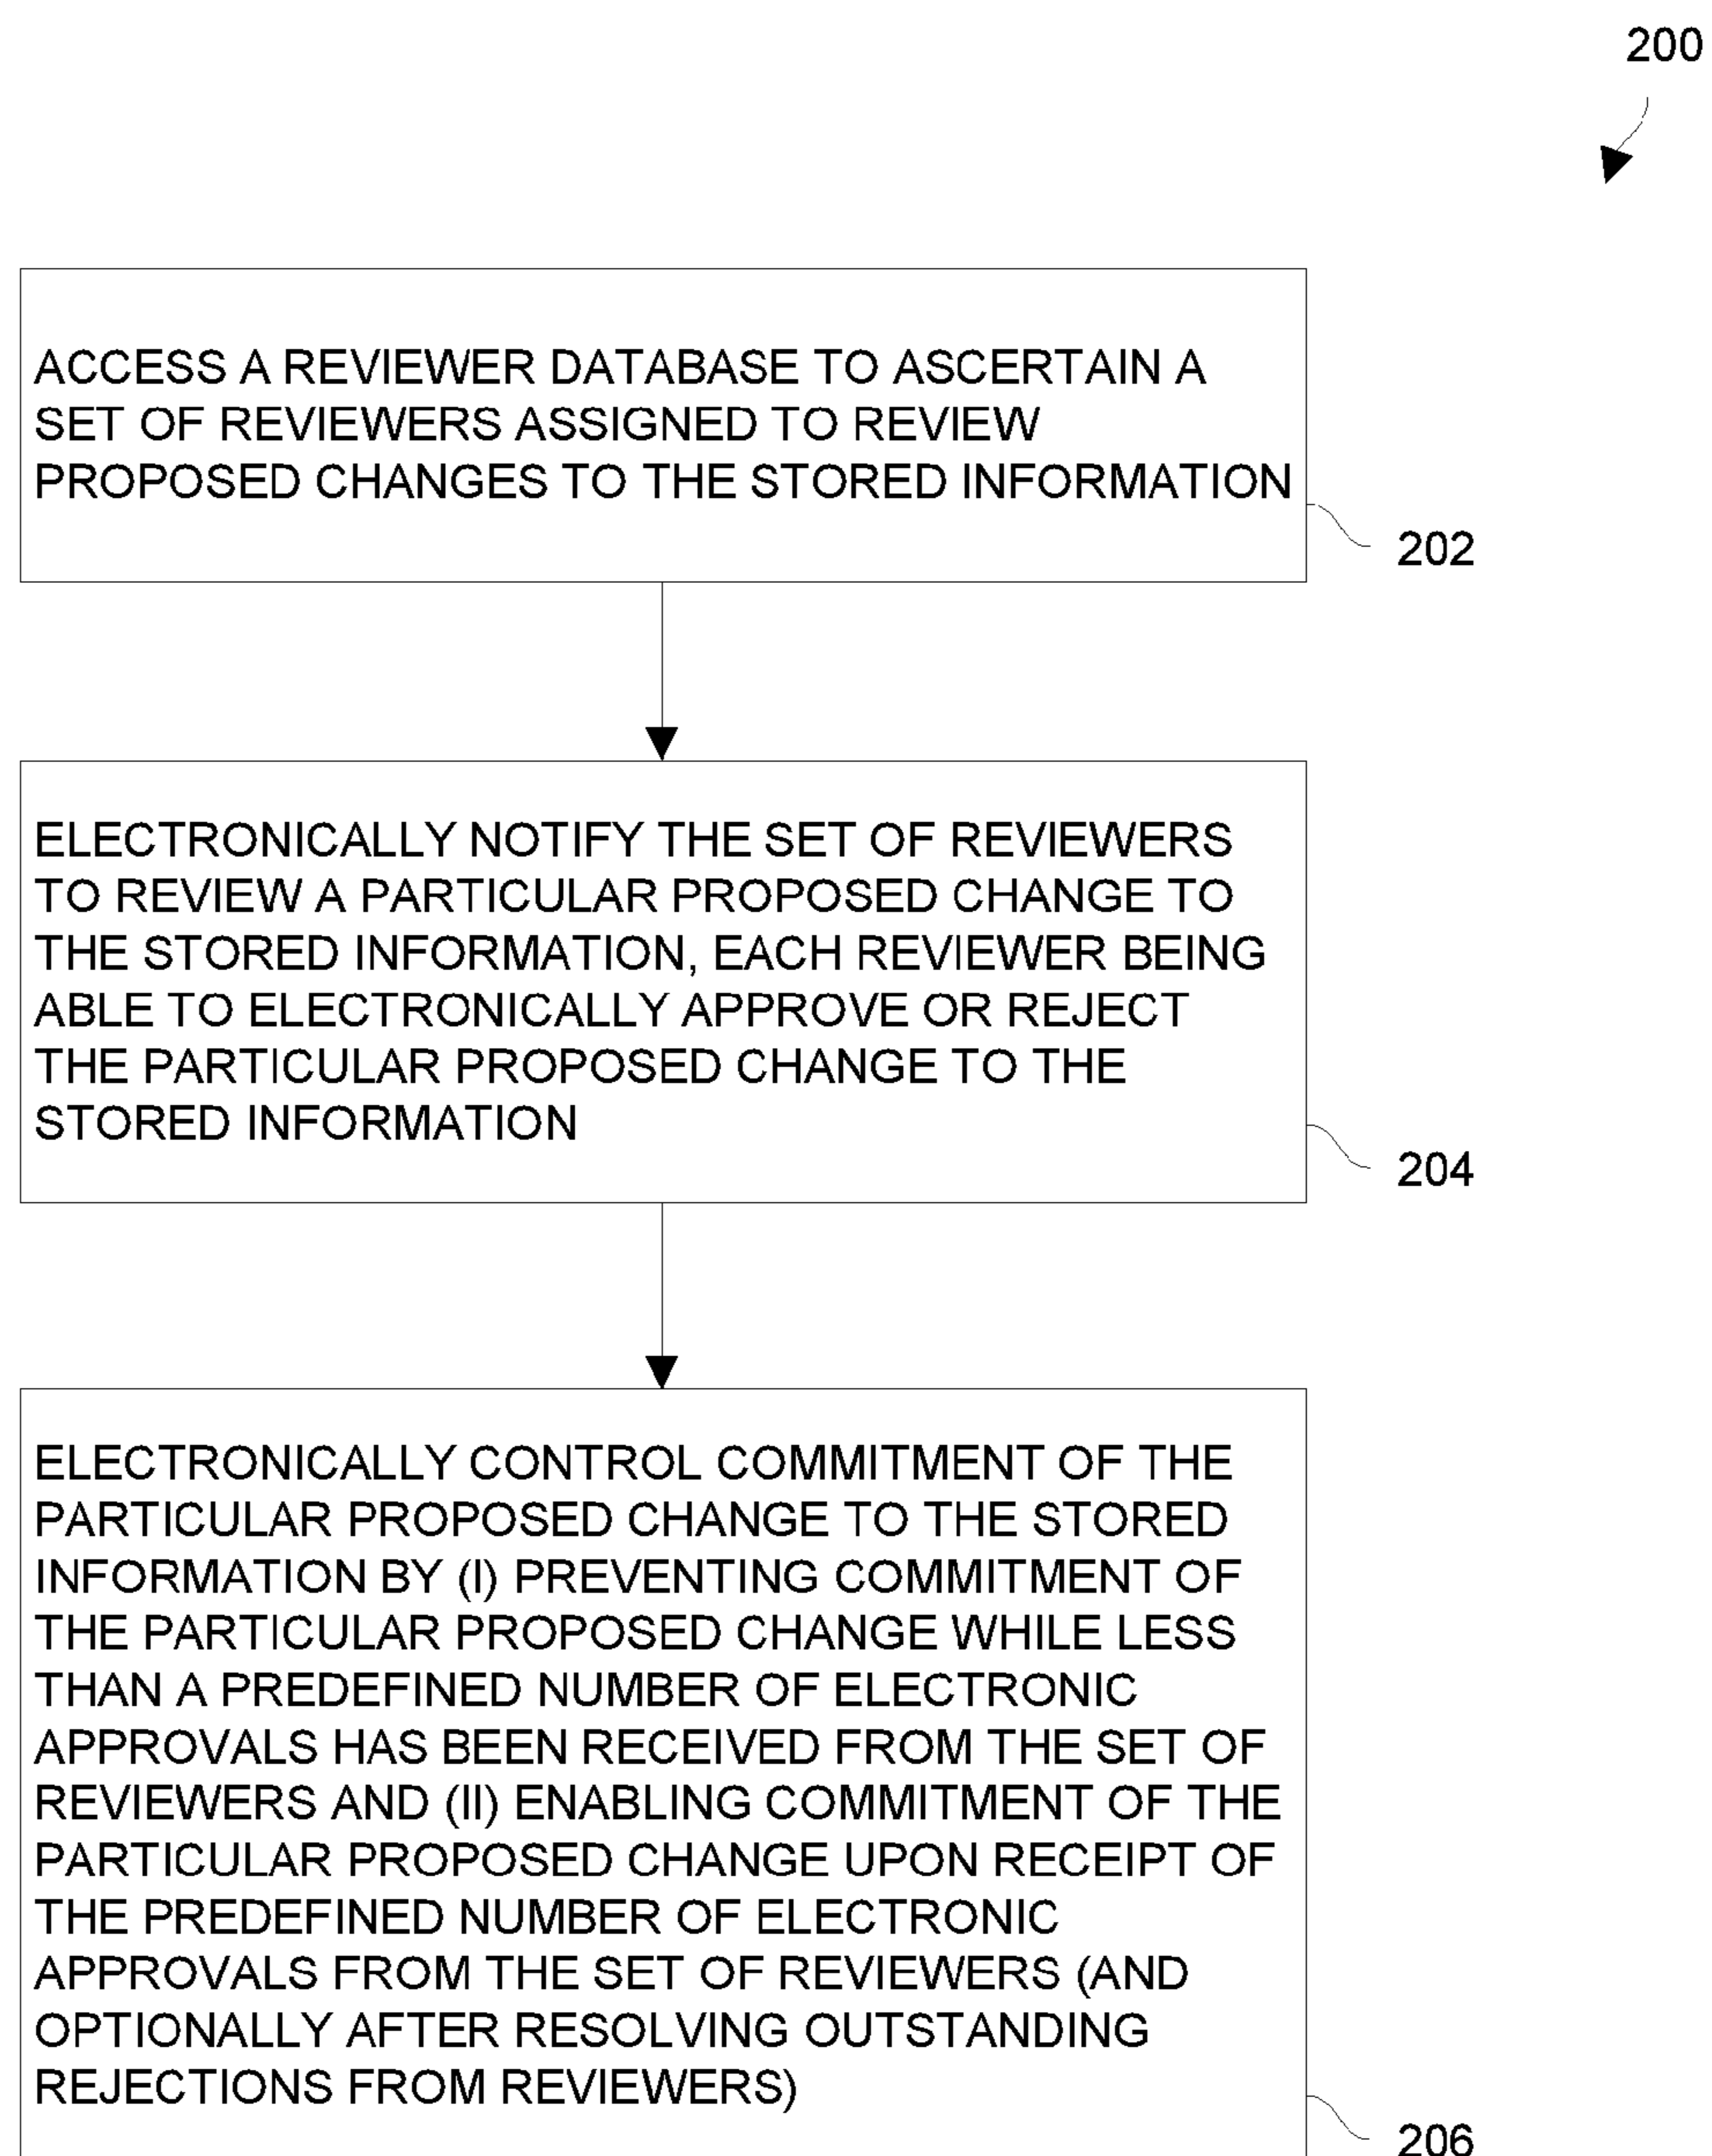 200
ACCESS A REVIEWER DATABASE TO ASCERTAIN A
SET OF REVIEWERS ASSIGNED TO REVIEW
PROPOSED CHANGES TO THE STORED INFORMATION
202
ELECTRONICALLY NOTIFY THE SET OF REVIEWERS
TO REVIEW A PARTICULAR PROPOSED CHANGE TO
THE STORED INFORMATION, EACH REVIEWER BEING
ABLE TO ELECTRONICALLY APPROVE OR REJECT
THE PARTICULAR PROPOSED CHANGE TO THE
STORED INFORMATION
204
ELECTRONICALLY CONTROL COMMITMENT OF THE
PARTICULAR PROPOSED CHANGE TO THE STORED
INFORMATION BY (I) PREVENTING COMMITMENT OF
THE PARTICULAR PROPOSED CHANGE WHILE LESS
THAN A PREDEFINED NUMBER OF ELECTRONIC
APPROVALS HAS BEEN RECEIVED FROM THE SET OF
REVIEWERS AND (II) ENABLING COMMITMENT OF THE
PARTICULAR PROPOSED CHANGE UPON RECEIPT OF
THE PREDEFINED NUMBER OF ELECTRONIC
APPROVALS FROM THE SET OF REVIEWERS (AND
OPTIONALLY AFTER RESOLVING OUTSTANDING
REJECTIONS FROM REVIEWERS)
206